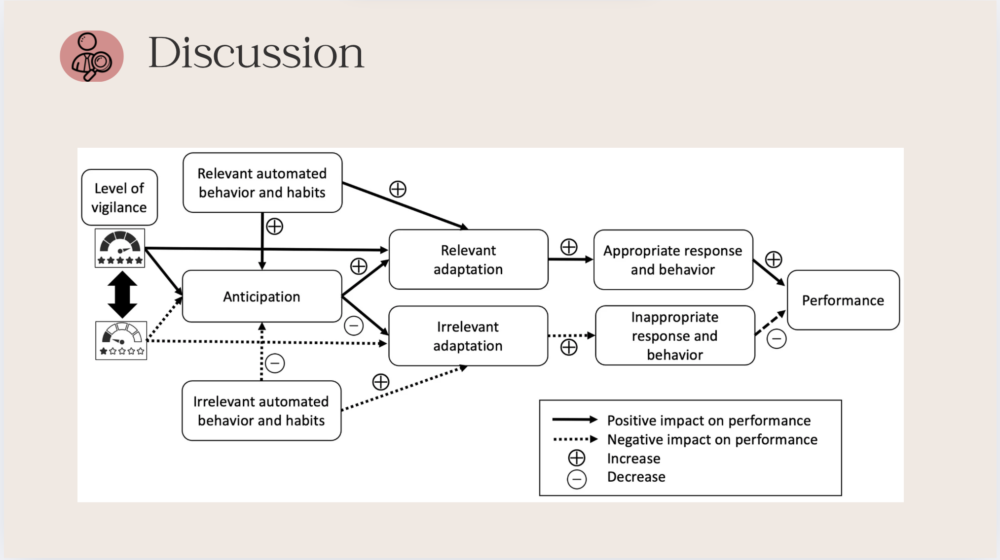 Discussion
Level of
vigilance
Relevant automated
behavior and habits
Anticipation
Irrelevant automated
behavior and habits
Relevant
adaptation
Irrelevant
adaptation
Appropriate response
and behavior
Inappropriate
response and
behavior
Performance
Positive impact on performance
Negative impact on performance
Increase
Decrease